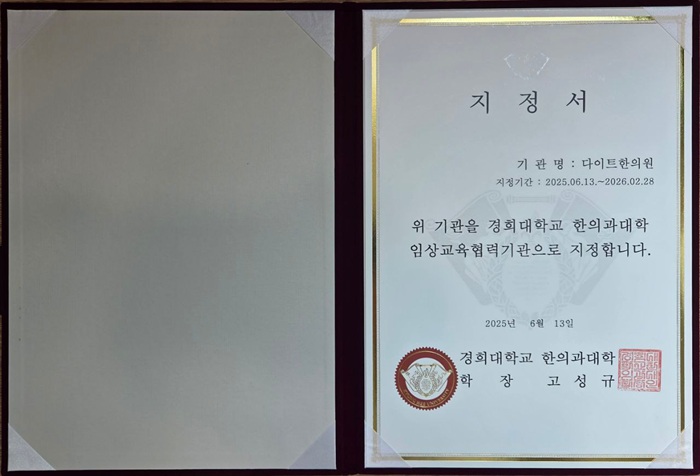 지 정 서
기 관 명 : 다이트한의원
지정기간 : 2025.06.13.~2026.02.28
위 기관을 경희대학교 한의과대학
임상교육협력기관으로 지정합니다.
2025년 6월 13일
경희대학교 한의과대학
학 장 고 성 규